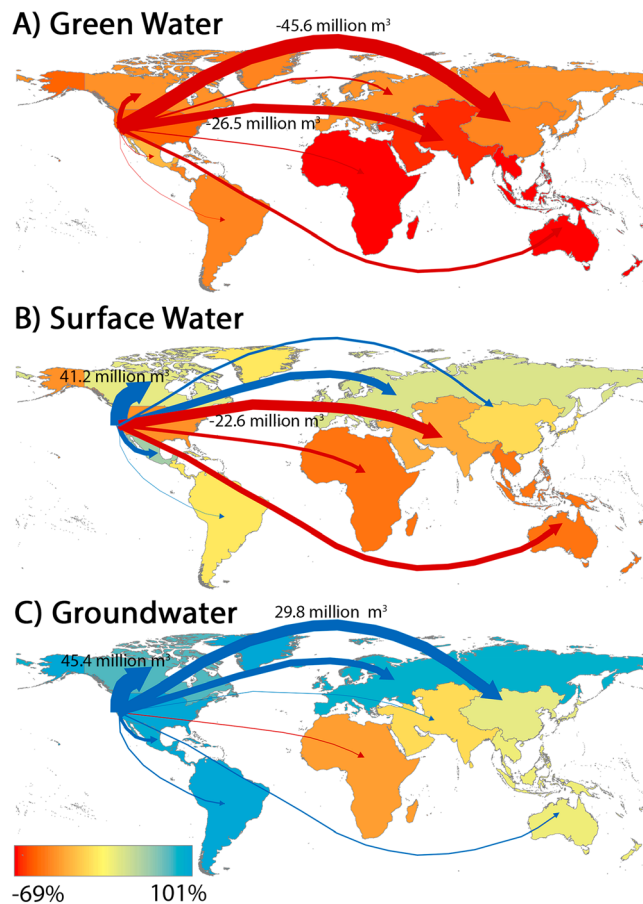 A) Green Water
-45.6 million m³
-26.5 million m³
B) Surface Water
41.2 million m³
-22.6 million m³
C) Groundwater
29.8 million m³
45.4 million m³
-69% 101%